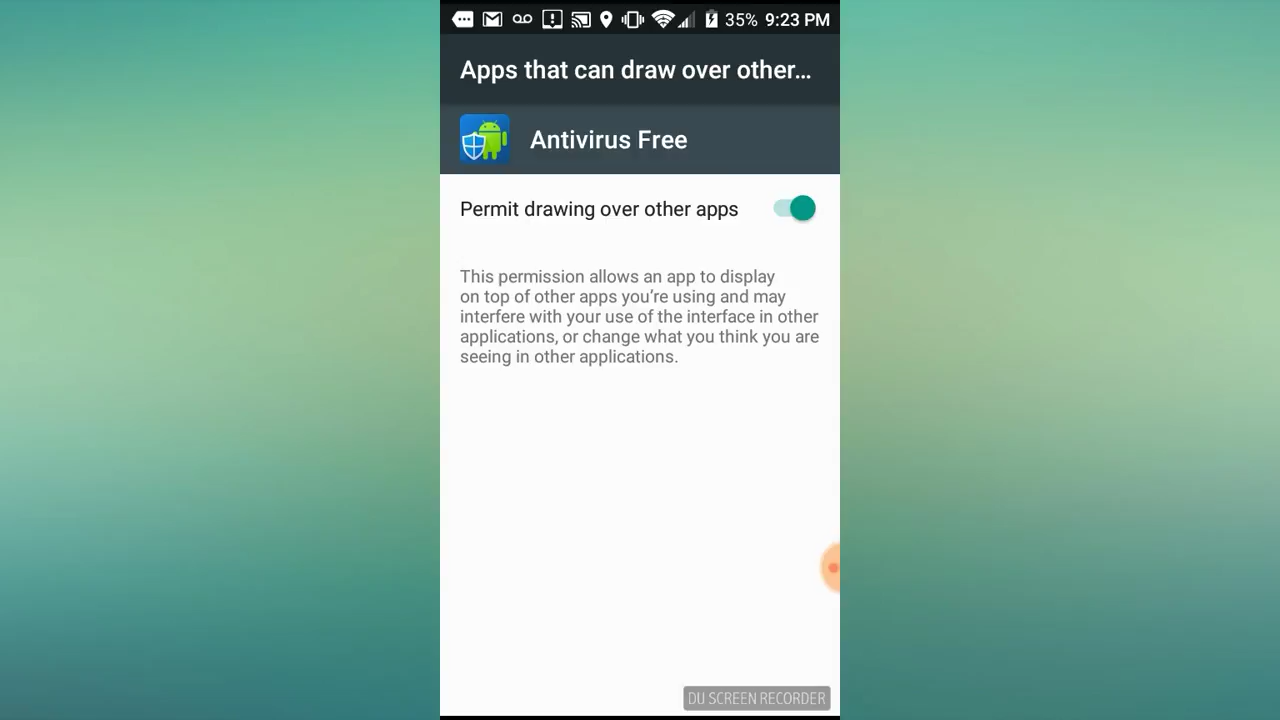 35% 9:23 PM
Apps that can draw over other...
Antivirus Free
Permit drawing over other apps
This permission allows an app to display
on top of other apps you’re using and may
interfere with your use of the interface in other
applications, or change what you think you are
seeing in other applications.
DU SCREEN RECORDER